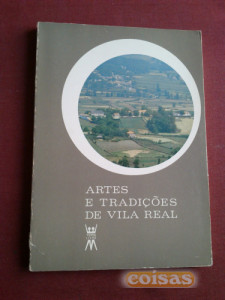 ARTES
E TRADIÇÕES
DE VILA REAL
coisas